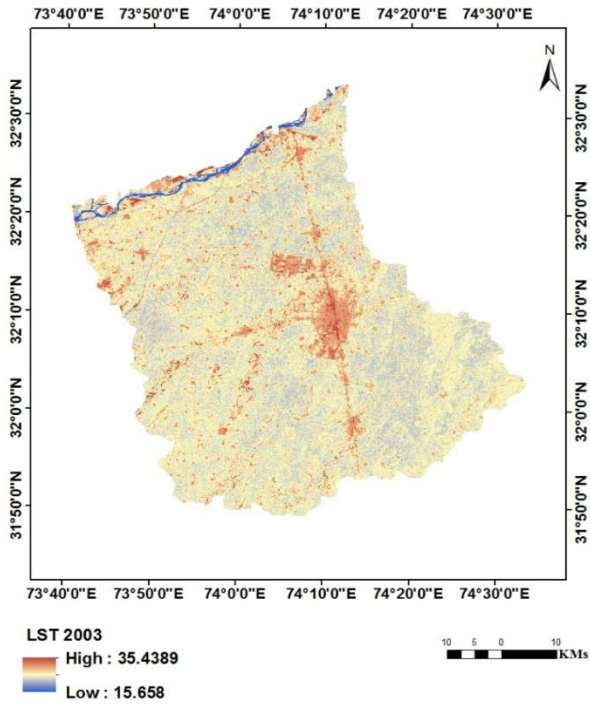 73°40'0"E 73°50'0"E 74°0'0"E 74°10'0"E 74°20'0"E 74°30'0"E
N
32°30'0"N 32°30'0"N
32°20'0"N 32°20'0"N
32°10'0"N 32°10'0"N
32°0'0"N 32°0'0"N
31°50'0"N 31°50'0"N
73°40'0"E 73°50'0"E 74°0'0"E 74°10'0"E 74°20'0"E 74°30'0"E
LST 2003
High : 35.4389
Low : 15.658
10 5 0 10
KMs